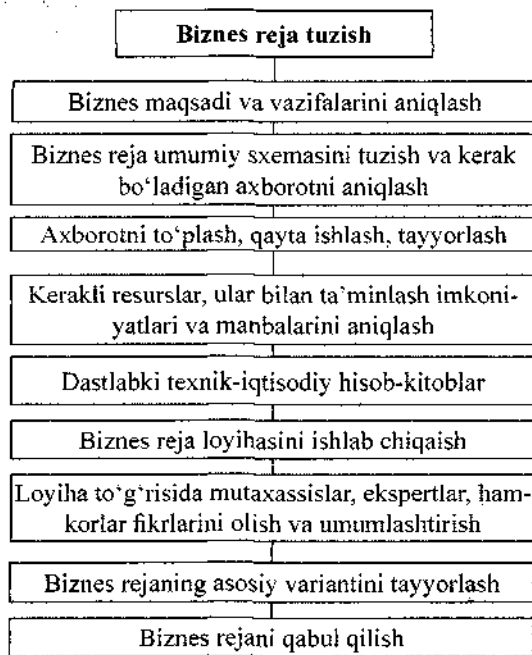 Biznes reja tuzish
Biznes maqsadi va vazifalarini aniqlash
Biznes reja umumiy sxemasini tuzish va kerak
bo‘ladigan axborotni aniqlash
Axborotni to‘plash, qayta ishlash, tayyorlash
Kerakli resurslar, ular bilan ta’minlash imkoni-
yatlari va manbalarini aniqlash
Dastlabki texnik-iqtisodiy hisob-kitoblar
Biznes reja loyihasini ishlab chiqaish
Loyiha to‘g‘risida mutaxassislar, ekspertlar, ham-
korlar fikrlarini olish va umumlashtirish
Biznes rejaning asosiy variantini tayyorlash
Biznes rejani qabul qilish